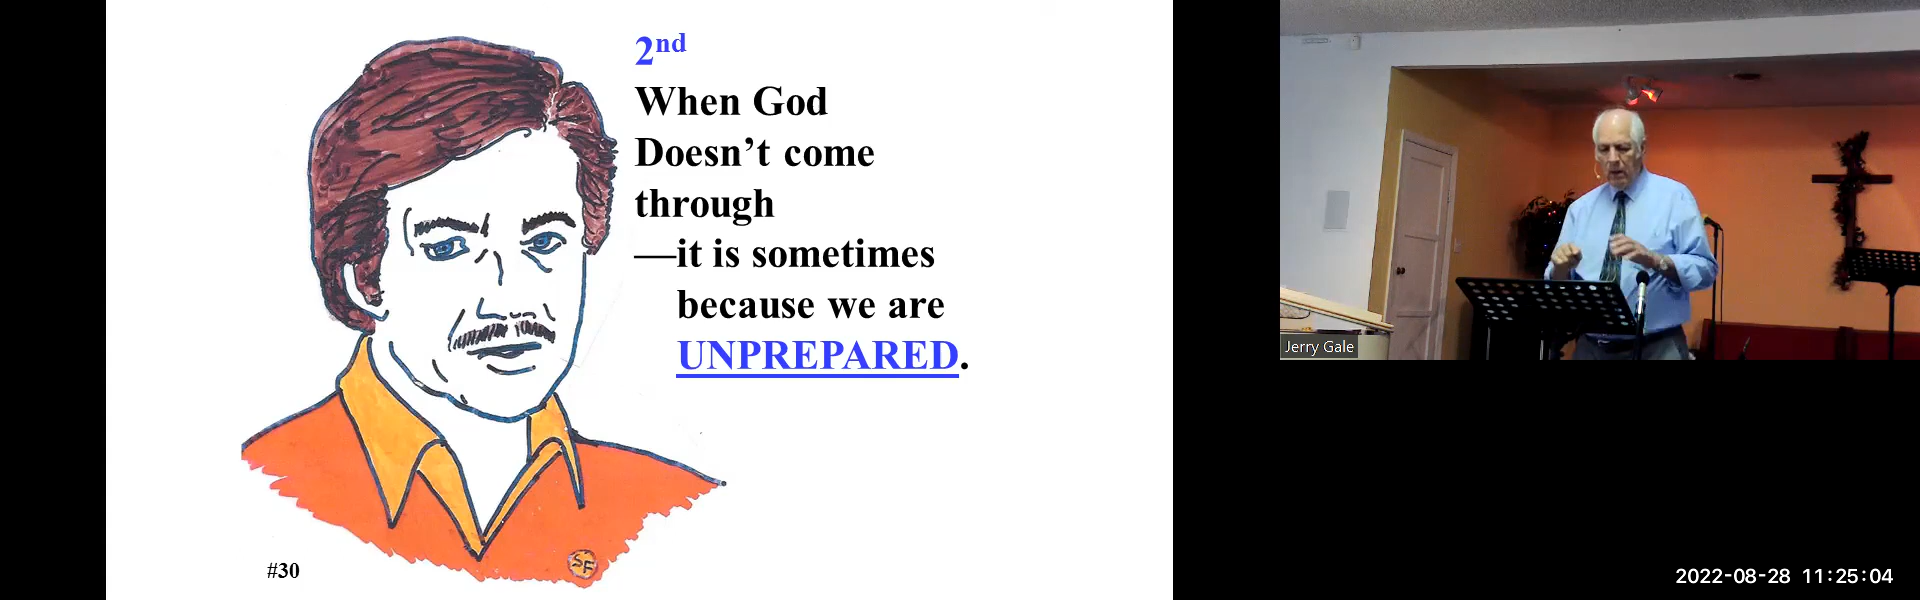 2nd
When God
Doesn’t come
through
—it is sometimes
because we are
UNPREPARED.
SF
#30
Jerry Gale
2022-08-28 11:25:04